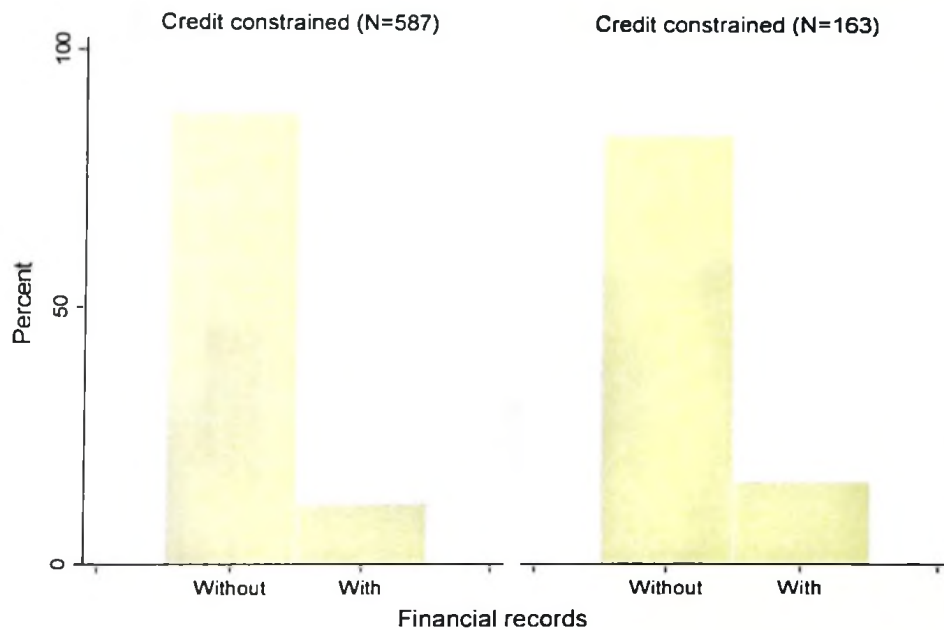 Credit constrained (N=587)
Credit constrained (N=163)
100
50
0
Percent
Without
With
Without
With
Financial records